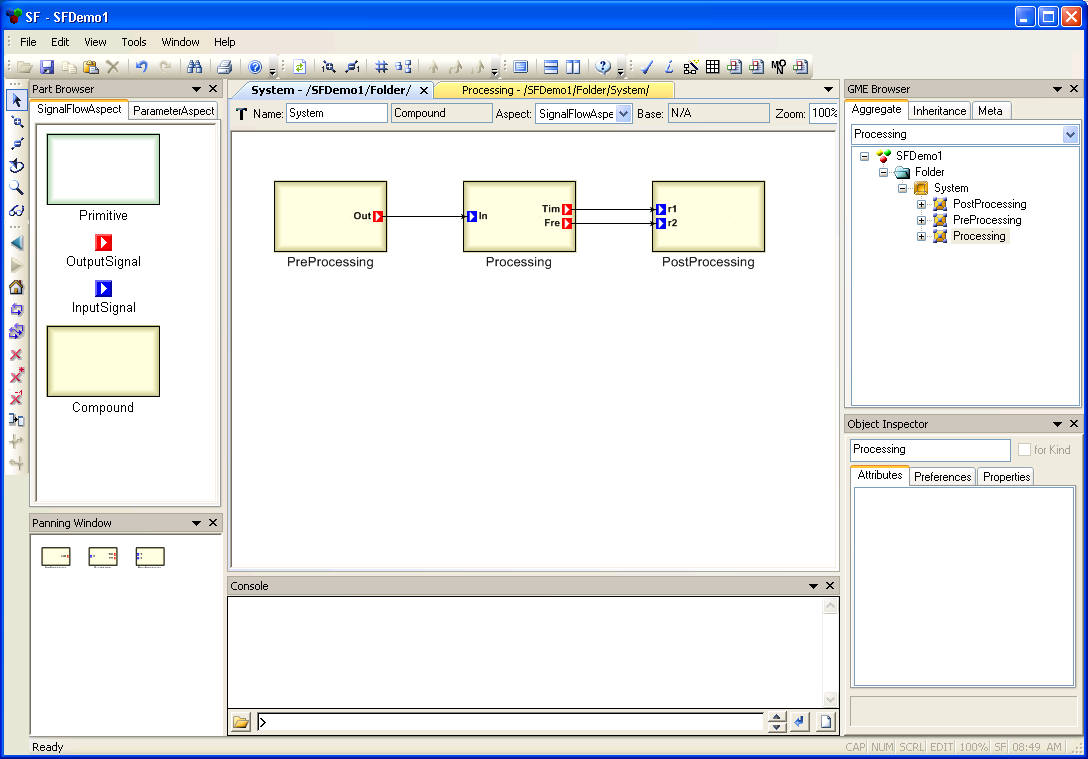 SF - SFDemo1
File Edit View Tools Window Help
Part Browser
SignalFlowAspect ParameterAspect
Primitive
OutputSignal
InputSignal
Compound
Panning Window
System - /SFDemo1/Folder/ Processing - /SFDemo1/Folder/System/
Name: System Compound Aspect: SignalFlowAspe Base: N/A Zoom: 100%
Out In Tim Fre r1 r2
PreProcessing Processing PostProcessing
Console
>
GME Browser
Aggregate Inheritance Meta
Processing
SFDemo1
Folder
System
PostProcessing
PreProcessing
Processing
Object Inspector
Processing for Kind
Attributes Preferences Properties
Ready CAP NUM SCRL EDIT 100% SF 08:49 AM